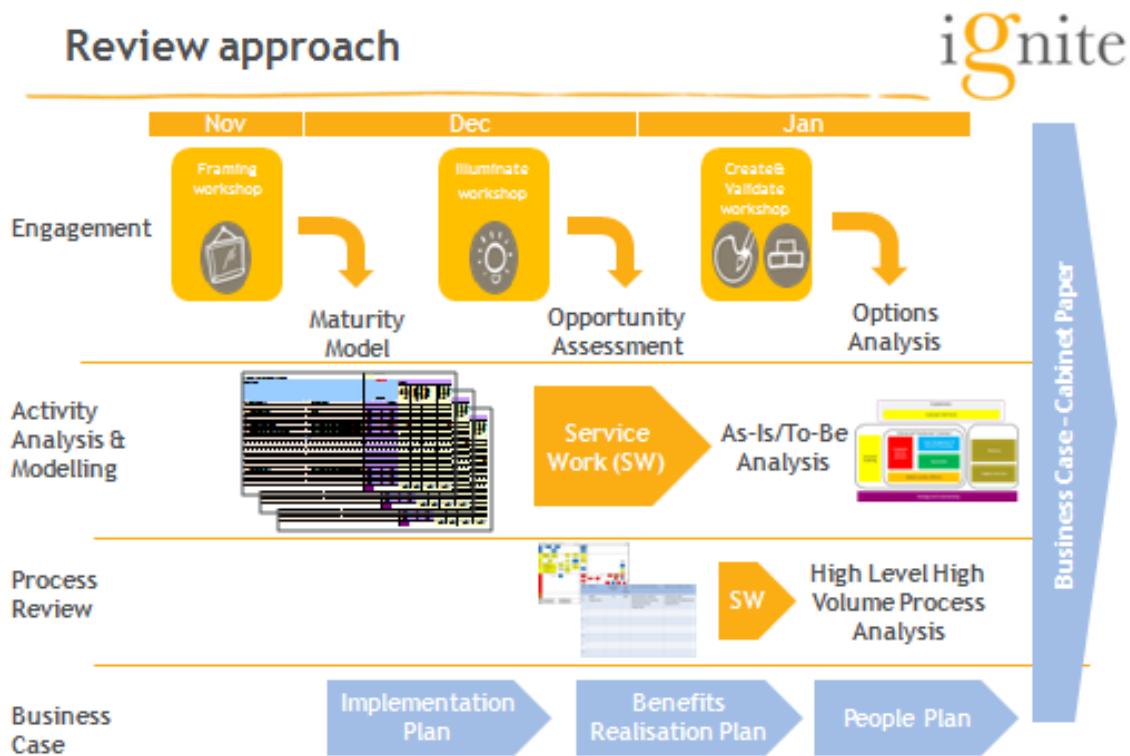 Review approach
ignite
Nov
Dec
Jan
Engagement
Framing
workshop
Illuminate
workshop
Create&
Validate
workshop
Maturity
Model
Opportunity
Assessment
Options
Analysis
Activity
Analysis &
Modelling
Service
Work (SW)
As-Is/To-Be
Analysis
Process
Review
SW
High Level High
Volume Process
Analysis
Business
Case
Implementation
Plan
Benefits
Realisation Plan
People Plan
Business Case - Cabinet Paper